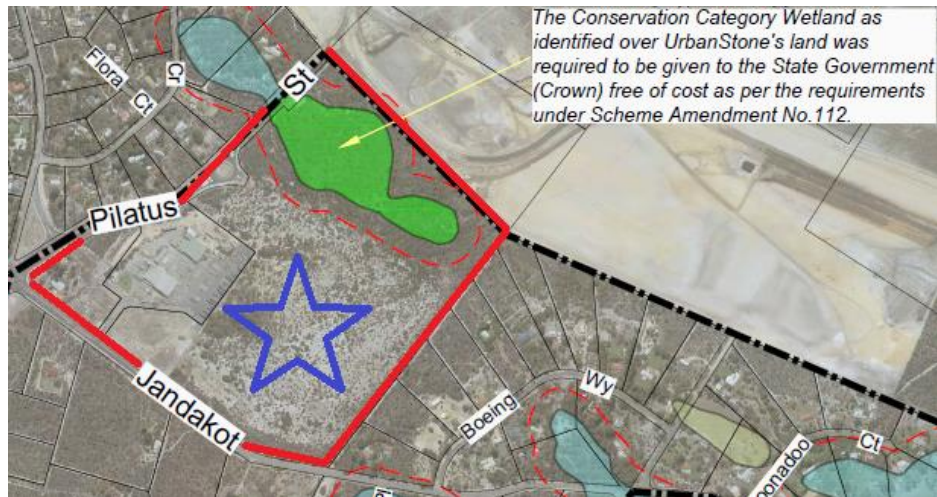 The Conservation Category Wetland as
identified over UrbanStone's land was
required to be given to the State Government
(Crown) free of cost as per the requirements
under Scheme Amendment No.112.
Flora Ct
Cr
St
Pilatus
Jandakot
Boeing
Wy
Ct